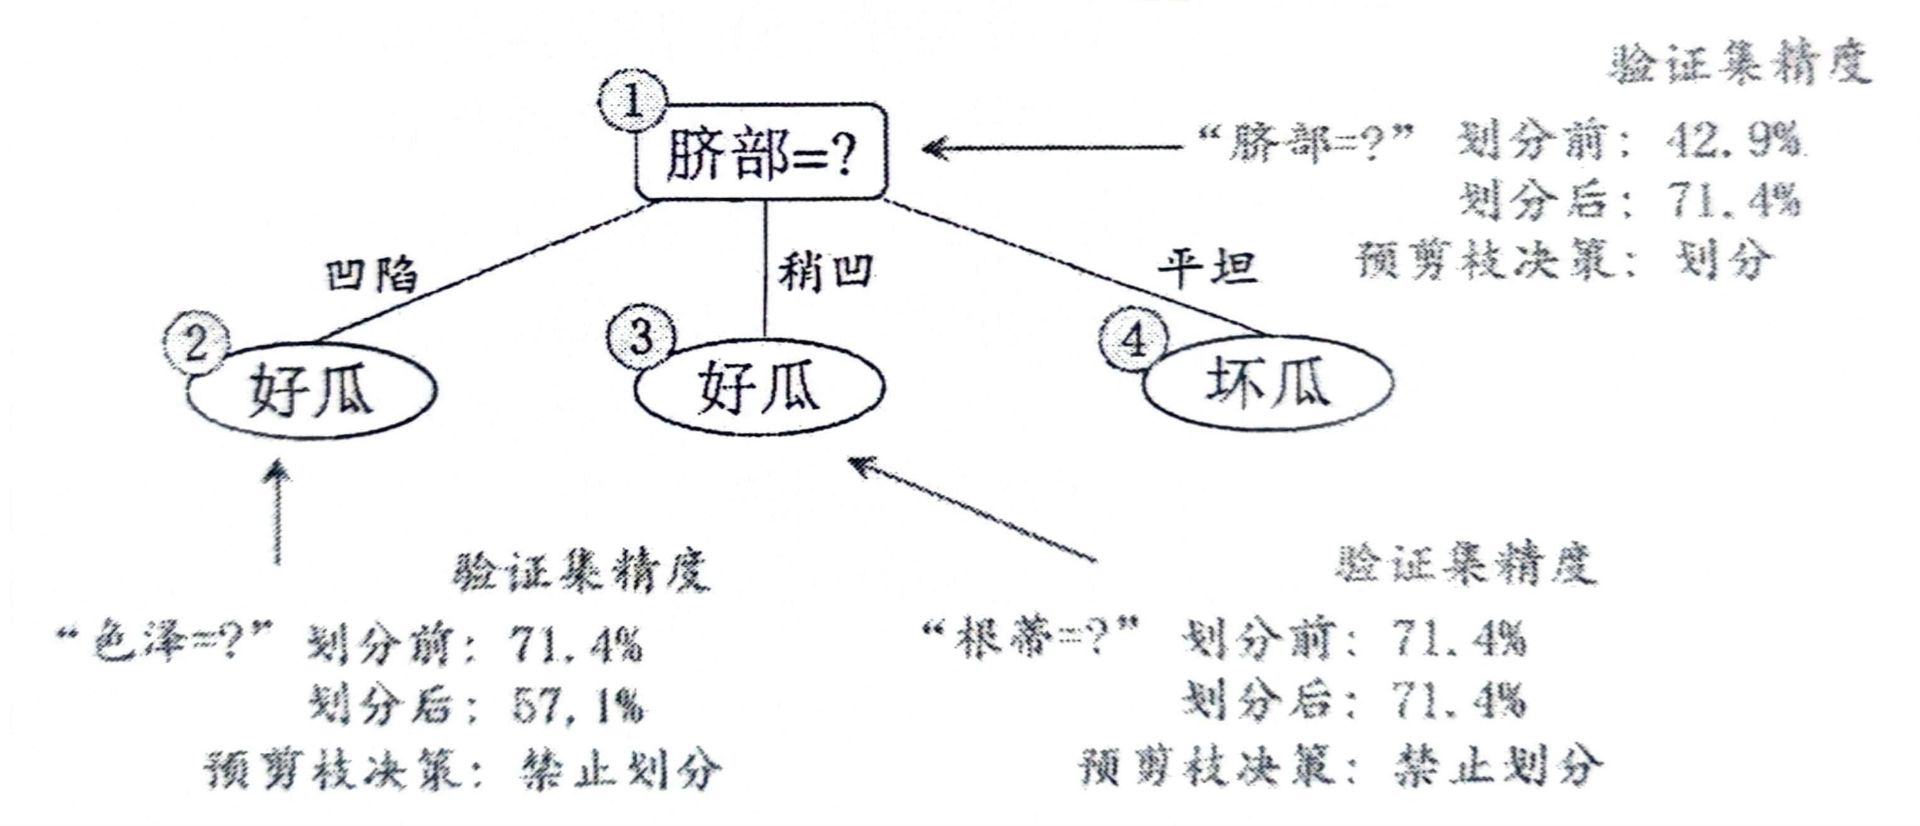 验证集精度
①
脐部=?
“脐部=?” 划分前: 42.9%
划分后: 71.4%
预剪枝决策: 划分
凹陷
稍凹
平坦
②
好瓜
③
好瓜
④
坏瓜
验证集精度
“色泽=?” 划分前: 71.4%
划分后: 57.1%
预剪枝决策: 禁止划分
验证集精度
“根蒂=?” 划分前: 71.4%
划分后: 71.4%
预剪枝决策: 禁止划分